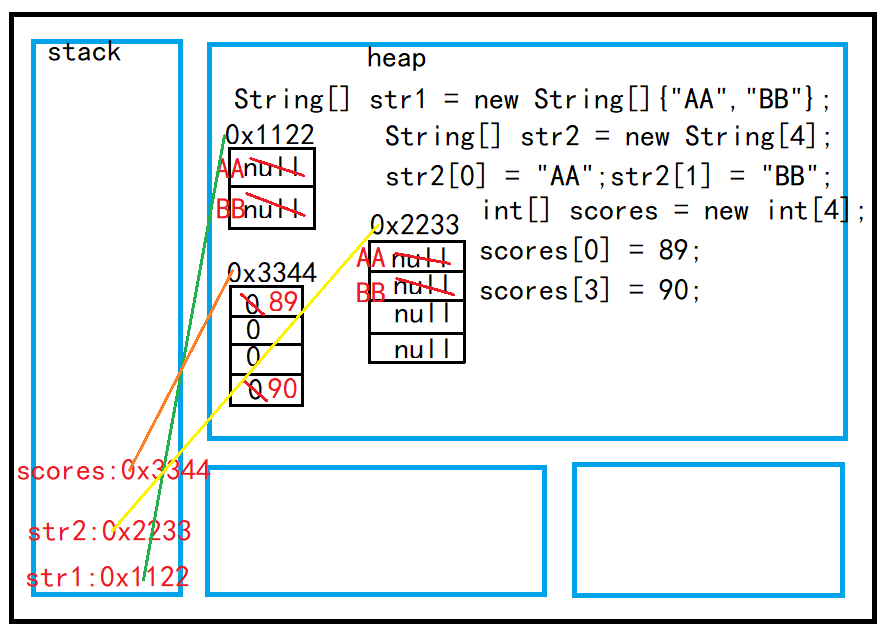 stack
heap
String[] str1 = new String[]{"AA","BB"};
0x1122
String[] str2 = new String[4];
AA null
str2[0] = "AA";str2[1] = "BB";
BB null
int[] scores = new int[4];
0x2233
scores[0] = 89;
AA null
0x3344
BB null
scores[3] = 90;
0 89
null
0
null
0
0 90
scores:0x3344
str2:0x2233
str1:0x1122